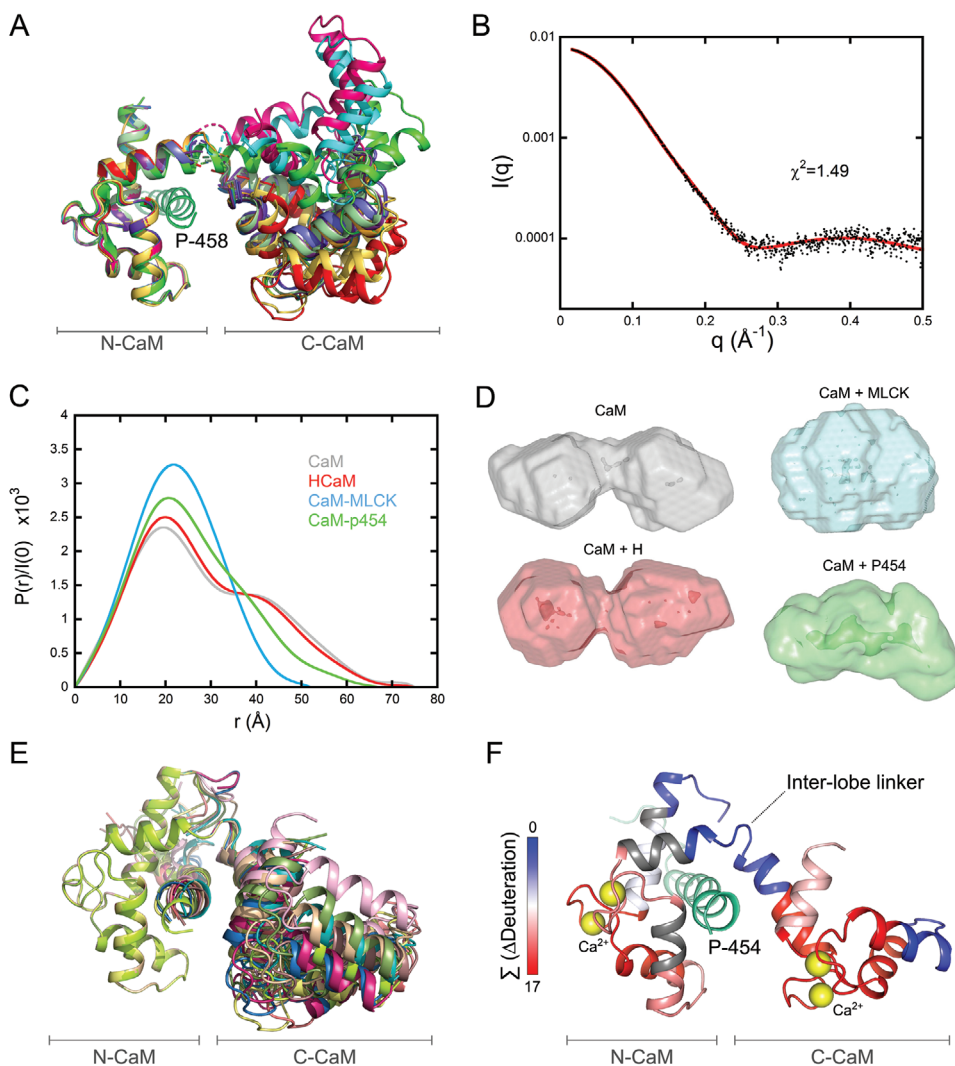 A
P-458
N-CaM
C-CaM
B
I(q)
0.01
0.001
0.0001
χ²=1.49
0
0.1
0.2
0.3
0.4
0.5
q (Å⁻¹)
C
P(r)/I(0) x10³
4
3.5
3
2.5
2
1.5
1
0.5
0
CaM
HCaM
CaM-MLCK
CaM-p454
0
10
20
30
40
50
60
70
80
r (Å)
D
CaM
CaM + MLCK
CaM + H
CaM + P454
E
N-CaM
C-CaM
F
Inter-lobe linker
0
Σ (ΔDeuteration)
17
Ca²⁺
P-454
Ca²⁺
N-CaM
C-CaM